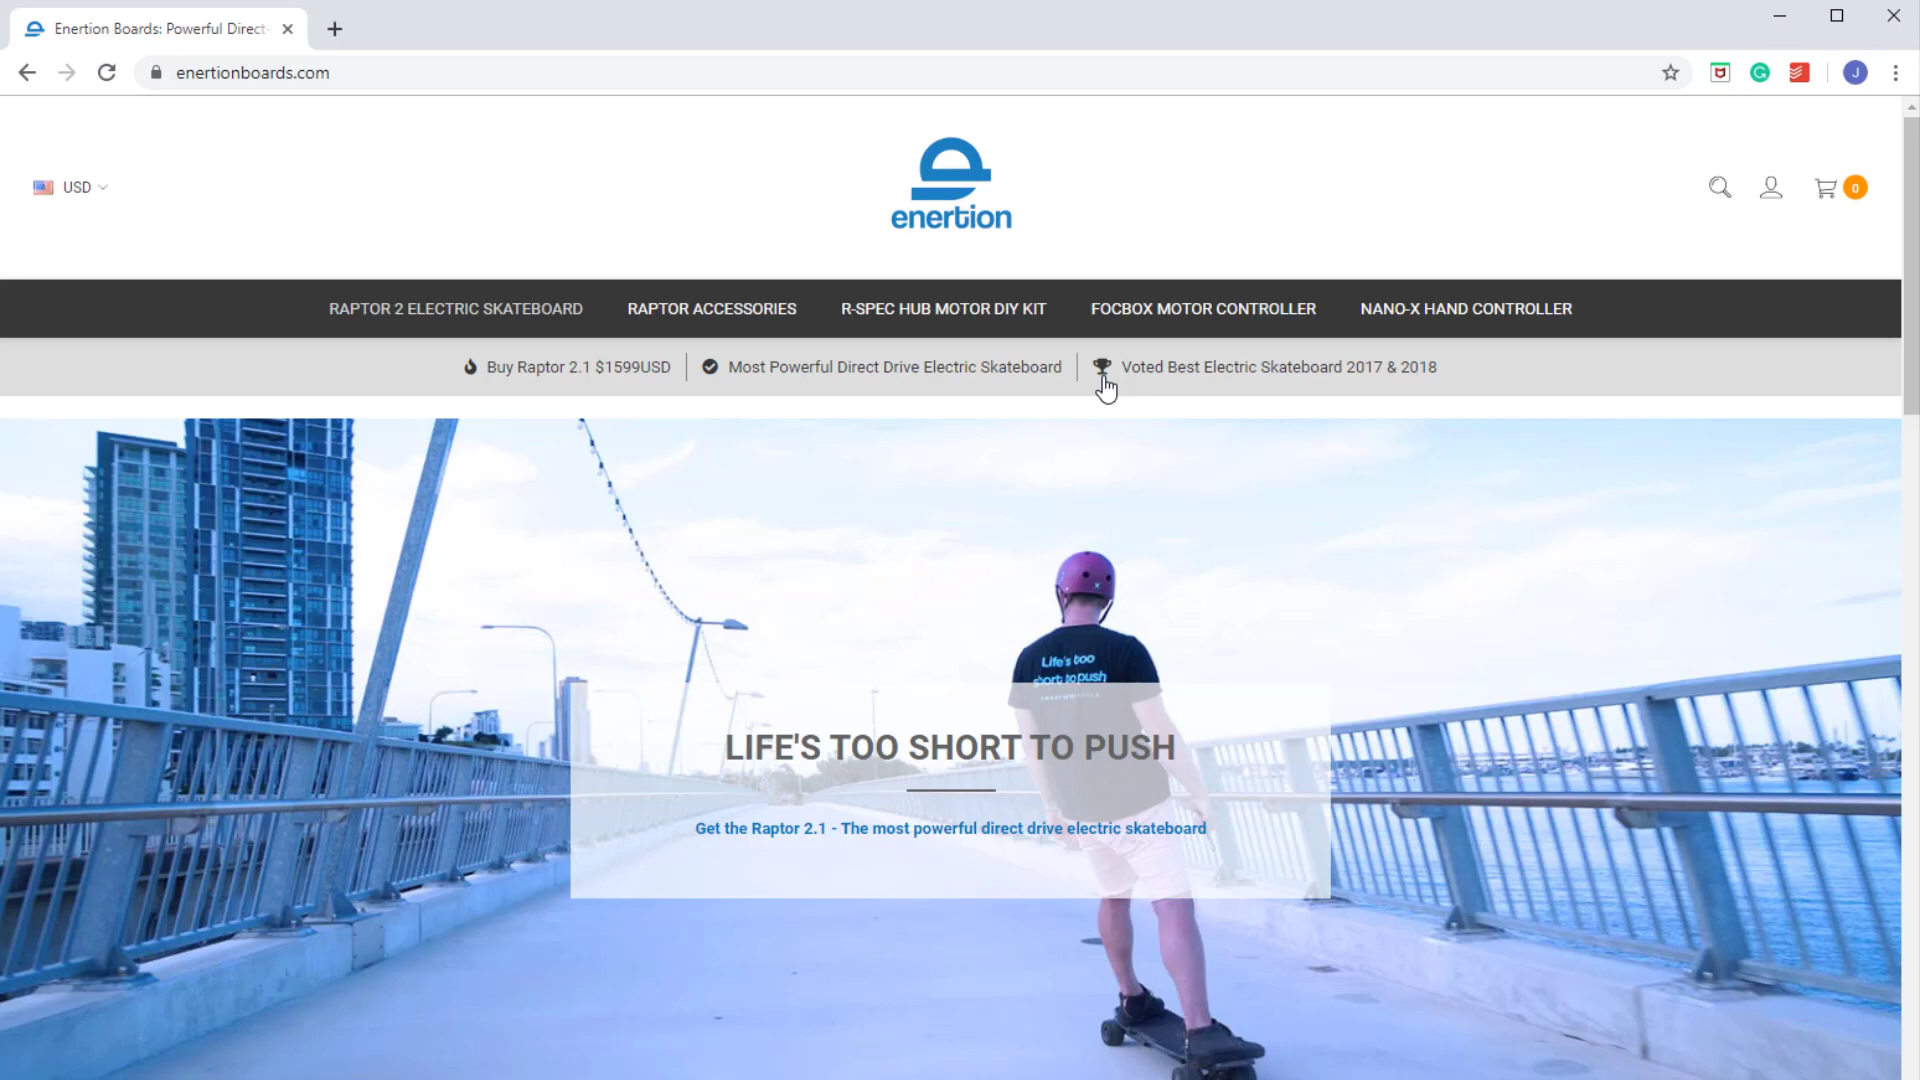 Enertion Boards: Powerful Direct-
enertionboards.com
J
USD
enertion
0
RAPTOR 2 ELECTRIC SKATEBOARD
RAPTOR ACCESSORIES
R-SPEC HUB MOTOR DIY KIT
FOCBOX MOTOR CONTROLLER
NANO-X HAND CONTROLLER
Buy Raptor 2.1 $1599USD
Most Powerful Direct Drive Electric Skateboard
Voted Best Electric Skateboard 2017 & 2018
Life's too
short to push
LIFE'S TOO SHORT TO PUSH
Get the Raptor 2.1 - The most powerful direct drive electric skateboard